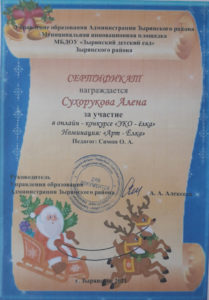 Управление образования Администрации Зырянского района
Муниципальная инновационная площадка
МБДОУ «Зырянский детский сад»
Зырянского района
СЕРТИФИКАТ
награждается
Сухорукова Алена
за участие
в онлайн - конкурсе «ЭКО - ёлка»
Номинация: «Арт - Ёлка»
Педагог: Симон О. А.
Руководитель
Управления образования
Администрации Зырянского района
А. А. Алексеев